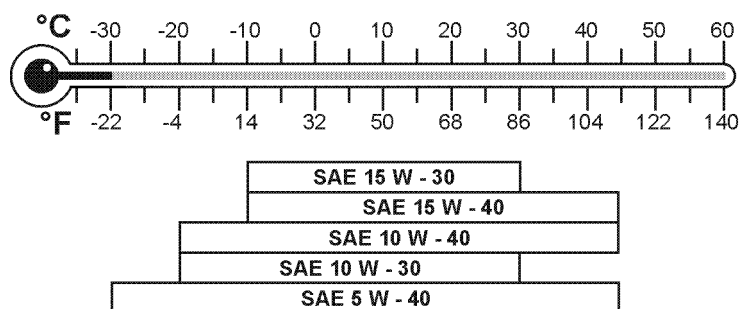 °C -30 -20 -10 0 10 20 30 40 50 60
°F -22 -4 14 32 50 68 86 104 122 140
SAE 15 W - 30
SAE 15 W - 40
SAE 10 W - 40
SAE 10 W - 30
SAE 5 W - 40